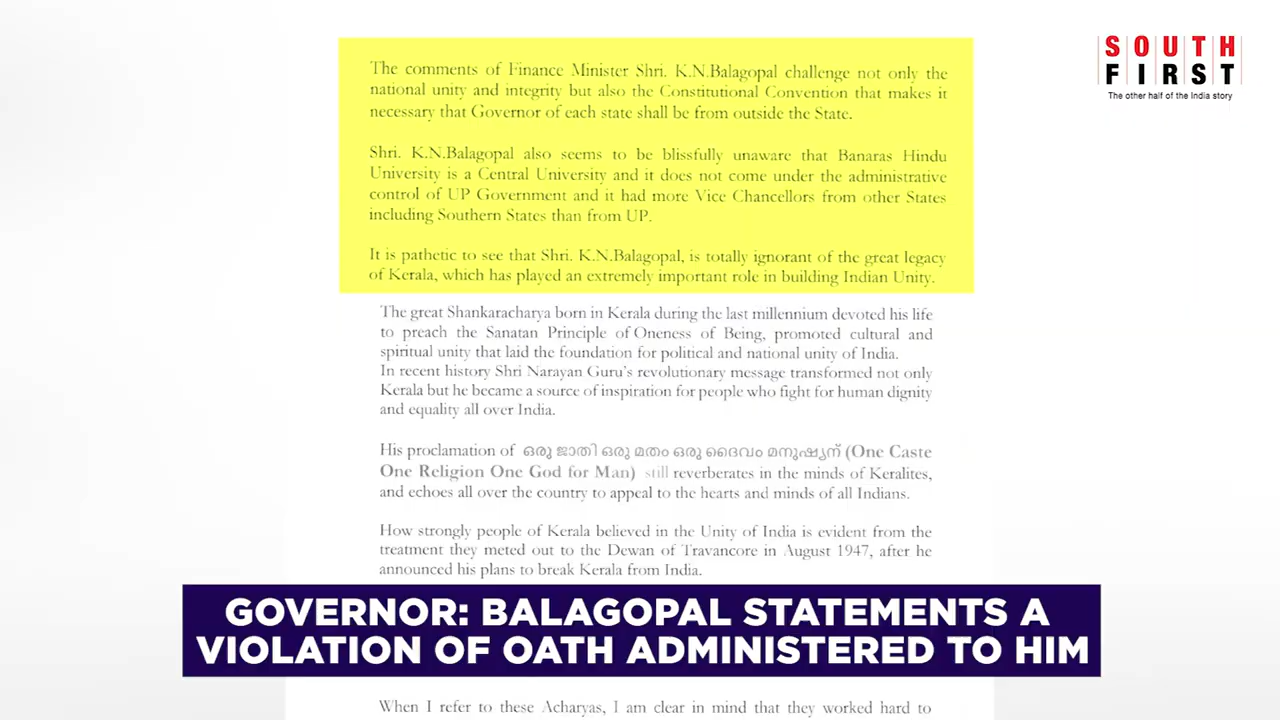 SOUTH
FIRST
The other half of the India story
The comments of Finance Minister Shri. K.N.Balagopal challenge not only the
national unity and integrity but also the Constitutional Convention that makes it
necessary that Governor of each state shall be from outside the State.
Shri. K.N.Balagopal also seems to be blissfully unaware that Banaras Hindu
University is a Central University and it does not come under the administrative
control of UP Government and it had more Vice Chancellors from other States
including Southern States than from UP.
It is pathetic to see that Shri. K.N.Balagopal, is totally ignorant of the great legacy
of Kerala, which has played an extremely important role in building Indian Unity.
The great Shankaracharya born in Kerala during the last millennium devoted his life
to preach the Sanatan Principle of Oneness of Being, promoted cultural and
spiritual unity that laid the foundation for political and national unity of India.
In recent history Shri Narayan Guru's revolutionary message transformed not only
Kerala but he became a source of inspiration for people who fight for human dignity
and equality all over India.
His proclamation of ഒരു ജാതി ഒരു മതം ഒരു ദൈവം മനുഷ്യന് (One Caste
One Religion One God for Man) still reverberates in the minds of Keralites,
and echoes all over the country to appeal to the hearts and minds of all Indians.
How strongly people of Kerala believed in the Unity of India is evident from the
treatment they meted out to the Dewan of Travancore in August 1947, after he
announced his plans to break Kerala from India.
GOVERNOR: BALAGOPAL STATEMENTS A
VIOLATION OF OATH ADMINISTERED TO HIM
When I refer to these Acharyas, I am clear in mind that they worked hard to